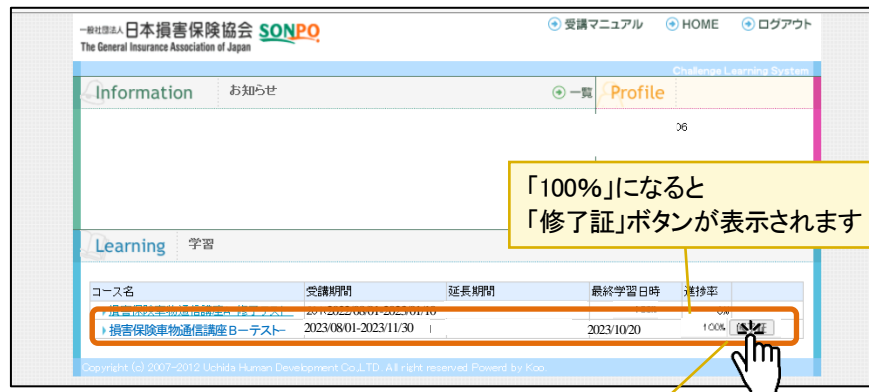 一般社団法人日本損害保険協会 SONPO
The General Insurance Association of Japan
受講マニュアル HOME ログアウト
Challenge Learning System
Information お知らせ 一覧 Profile
06
「100%」になると
「修了証」ボタンが表示されます
Learning 学習
コース名 受講期間 延長期間 最終学習日時 進捗率
損害保険車物通信講座Bーテスト 2023/08/01-2023/11/30 2023/10/20 100%
Copyright (c) 2007-2012 Uchida Human Development Co.,LTD. All right reserved Powerd by Koo